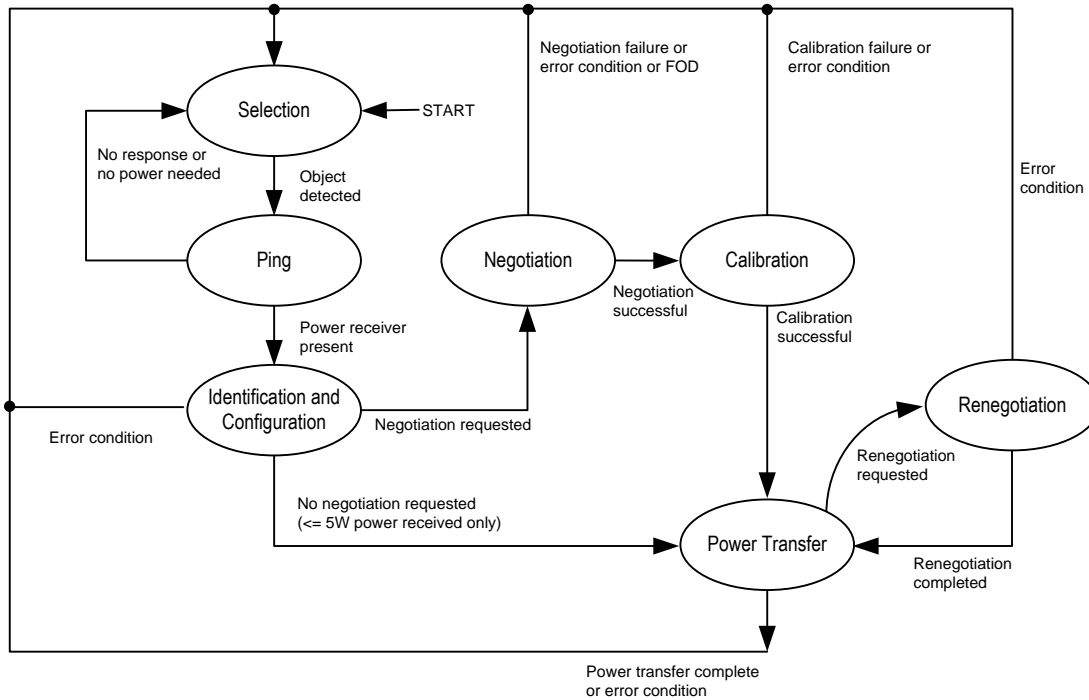 Negotiation failure or
error condition or FOD
Calibration failure or
error condition
Selection
START
No response or
no power needed
Object
detected
Error
condition
Ping
Negotiation
Calibration
Negotiation
successful
Calibration
successful
Power receiver
present
Identification and
Configuration
Renegotiation
Error condition
Negotiation requested
Renegotiation
requested
No negotiation requested
(<= 5W power received only)
Power Transfer
Renegotiation
completed
Power transfer complete
or error condition